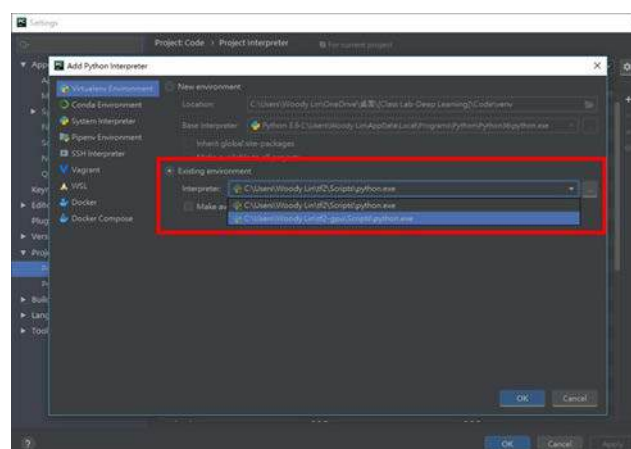 Settings
Project: Code › Project Interpreter
For current project
Add Python Interpreter
Virtualenv Environment
Conda Environment
System Interpreter
Pipenv Environment
SSH Interpreter
Vagrant
WSL
Docker
Docker Compose
New environment
Location:
Base interpreter:
Inherit global site-packages
Existing environment
Interpreter: C:\Users\Woody Lin\tf2\Scripts\python.exe
Make av
C:\Users\Woody Lin\tf2\Scripts\python.exe
C:\Users\Woody Lin\tf2-gpu\Scripts\python.exe
OK Cancel
OK Cancel Apply